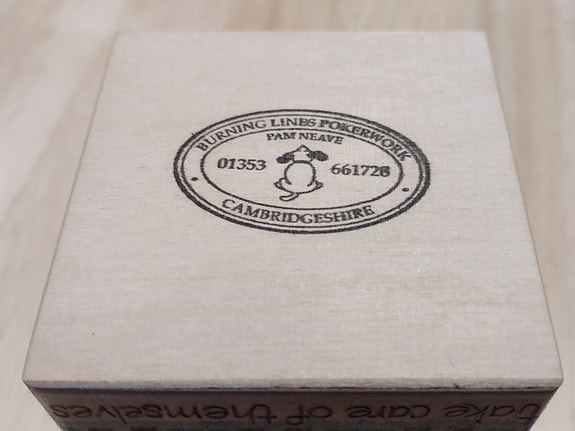 BURNING LINES POKERWORK
PAM NEAVE
01353 661728
CAMBRIDGESHIRE
take care of themselves